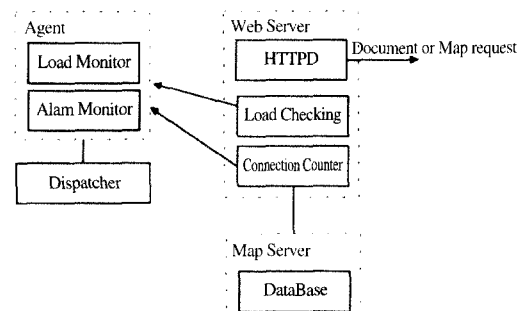 Agent
Load Monitor
Alam Monitor
Dispatcher
Web Server
HTTPD
Document or Map request
Load Checking
Connection Counter
Map Server
DataBase